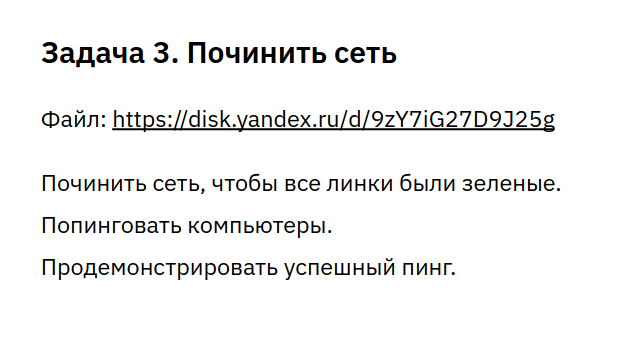 Задача 3. Починить сеть
Файл: https://disk.yandex.ru/d/9zY7iG27D9J25g
Починить сеть, чтобы все линки были зеленые.
Попинговать компьютеры.
Продемонстрировать успешный пинг.